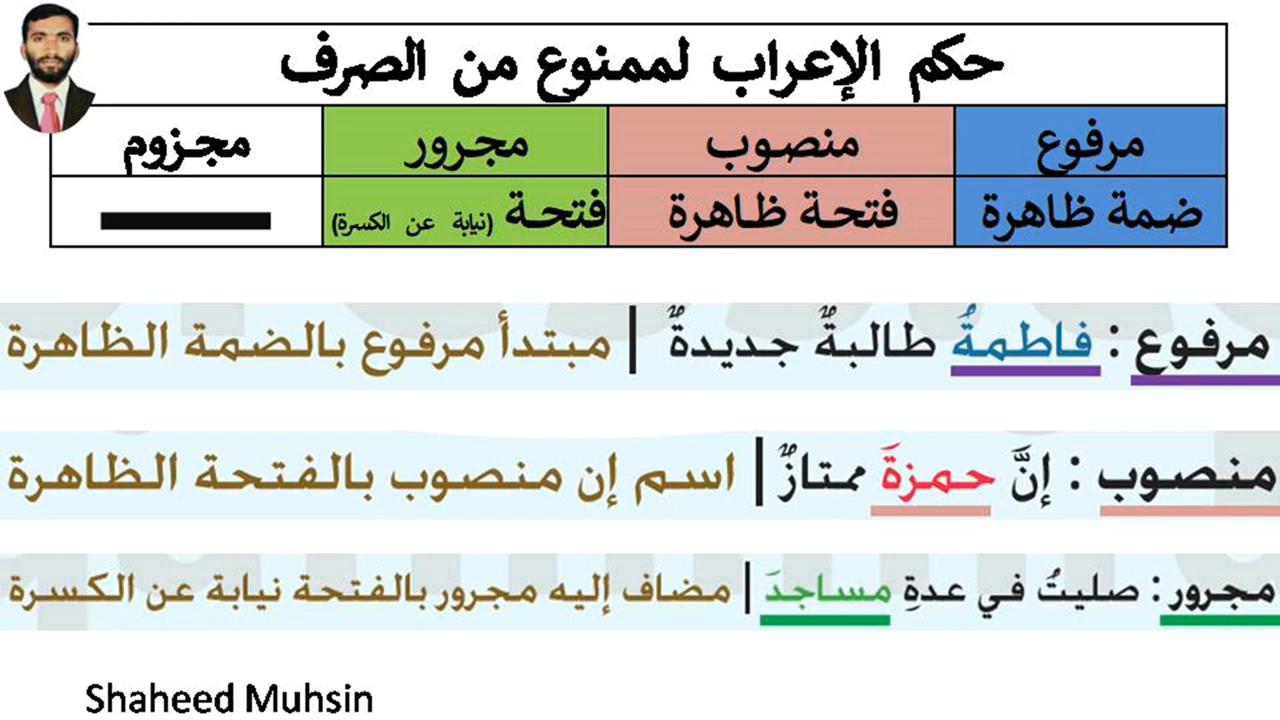 حكم الإعراب لممنوع من الصرف
مرفوع منصوب مجرور مجزوم
ضمة ظاهرة فتحة ظاهرة فتحة (نيابة عن الكسرة)
مرفوع : فاطمةُ طالبةٌ جديدةٌ | مبتدأ مرفوع بالضمة الظاهرة
منصوب : إنَّ حمزةَ ممتازٌ | اسم إن منصوب بالفتحة الظاهرة
مجرور : صليتُ في عدةِ مساجدَ | مضاف إليه مجرور بالفتحة نيابة عن الكسرة
Shaheed Muhsin